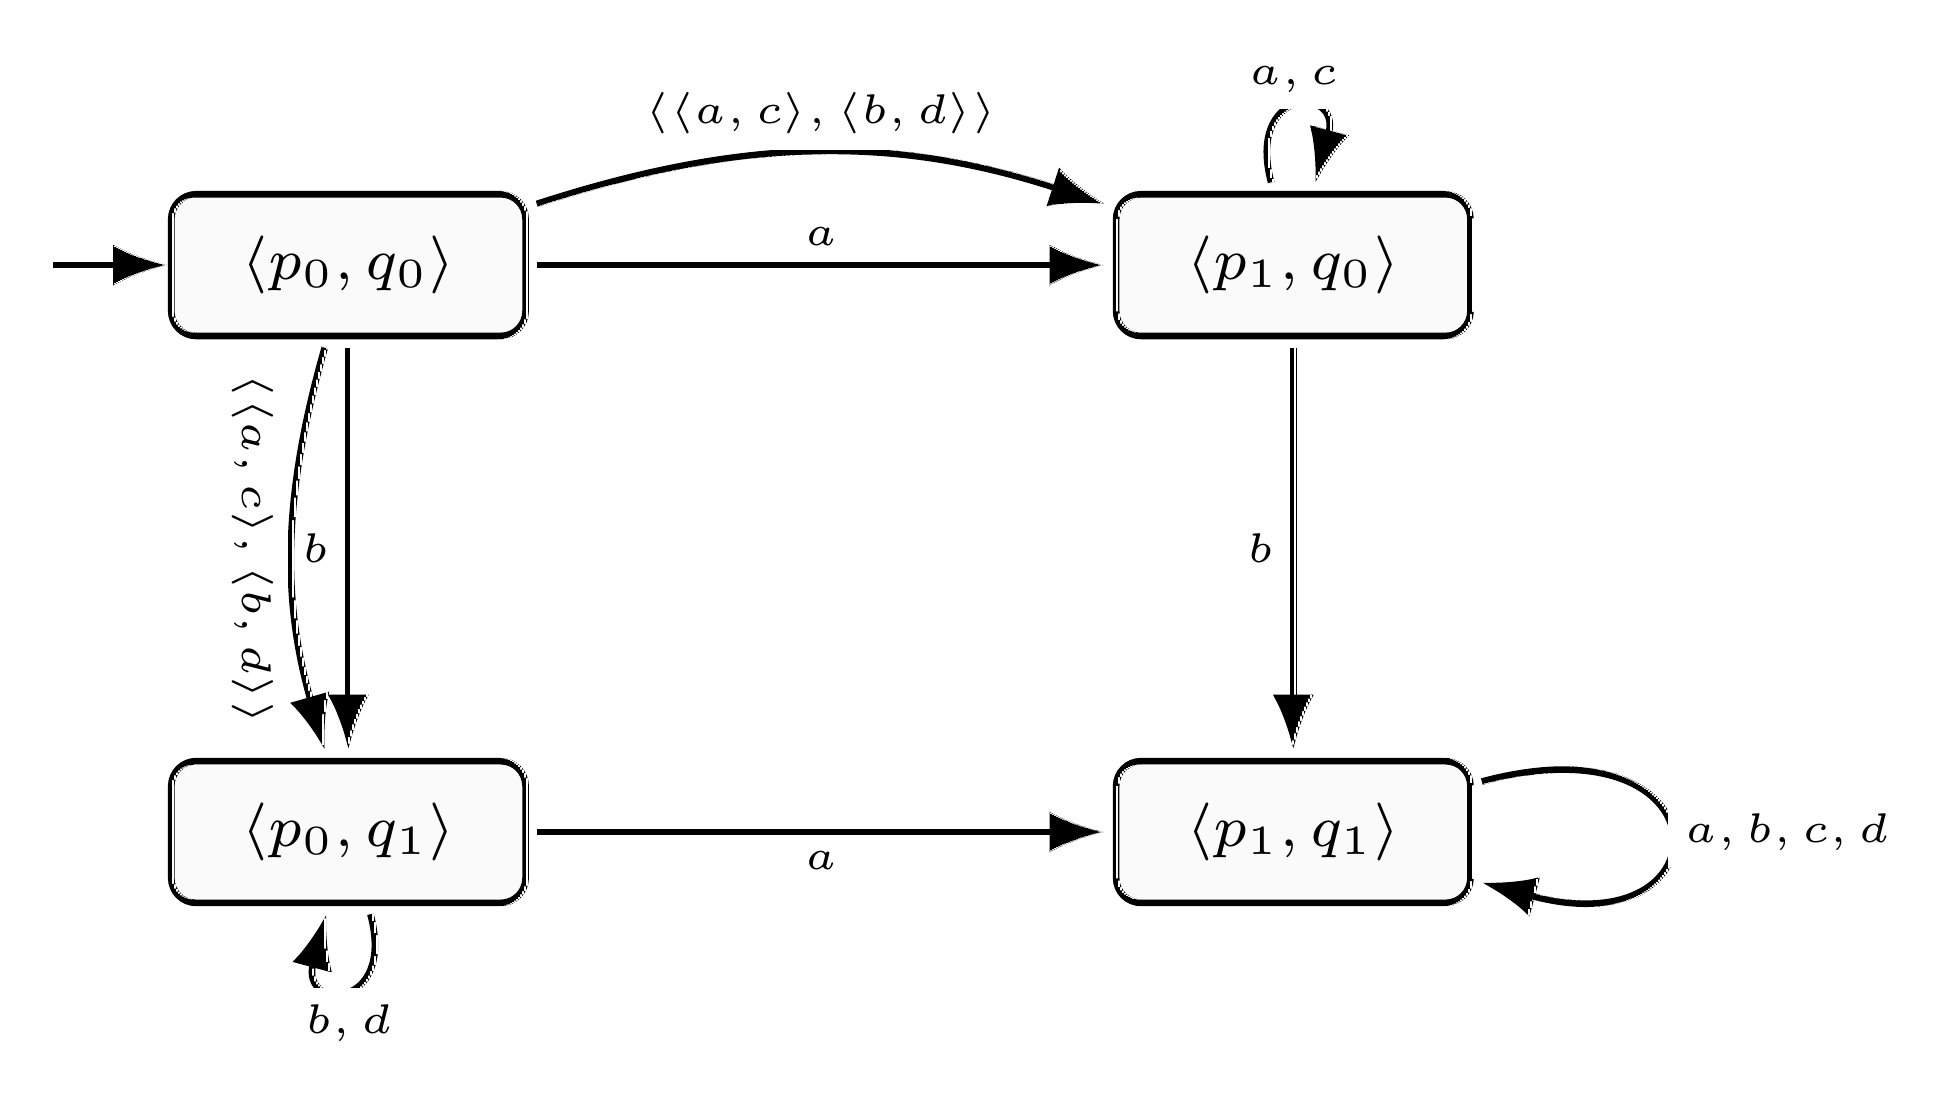 a, c
⟨⟨a, c⟩, ⟨b, d⟩⟩
a
⟨p₀, q₀⟩
⟨p₁, q₀⟩
⟨⟨a, c⟩, ⟨b, d⟩⟩
b
b
⟨p₀, q₁⟩
⟨p₁, q₁⟩
a, b, c, d
a
b, d